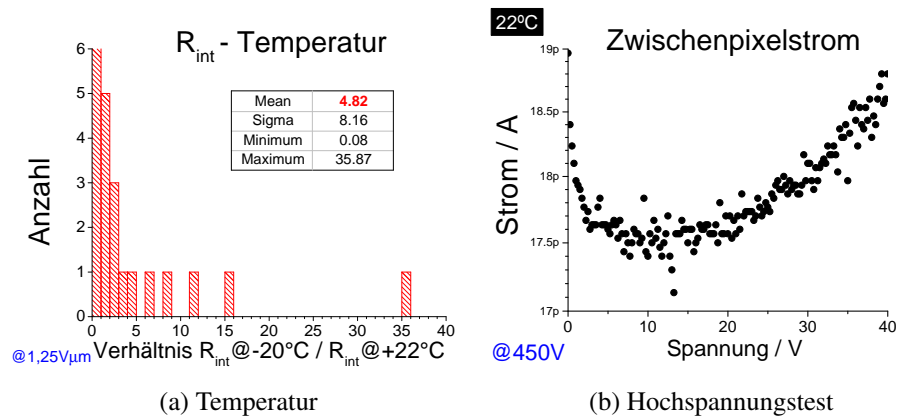 R_int - Temperatur
Anzahl
6
5
4
3
2
1
0
Mean 4.82
Sigma 8.16
Minimum 0.08
Maximum 35.87
0 5 10 15 20 25 30 35 40
@1,25Vμm Verhältnis R_int@-20°C / R_int@+22°C
(a) Temperatur
22ºC
Zwischenpixelstrom
Strom / A
19p
18.5p
18p
17.5p
17p
0 10 20 30 40
@450V Spannung / V
(b) Hochspannungstest